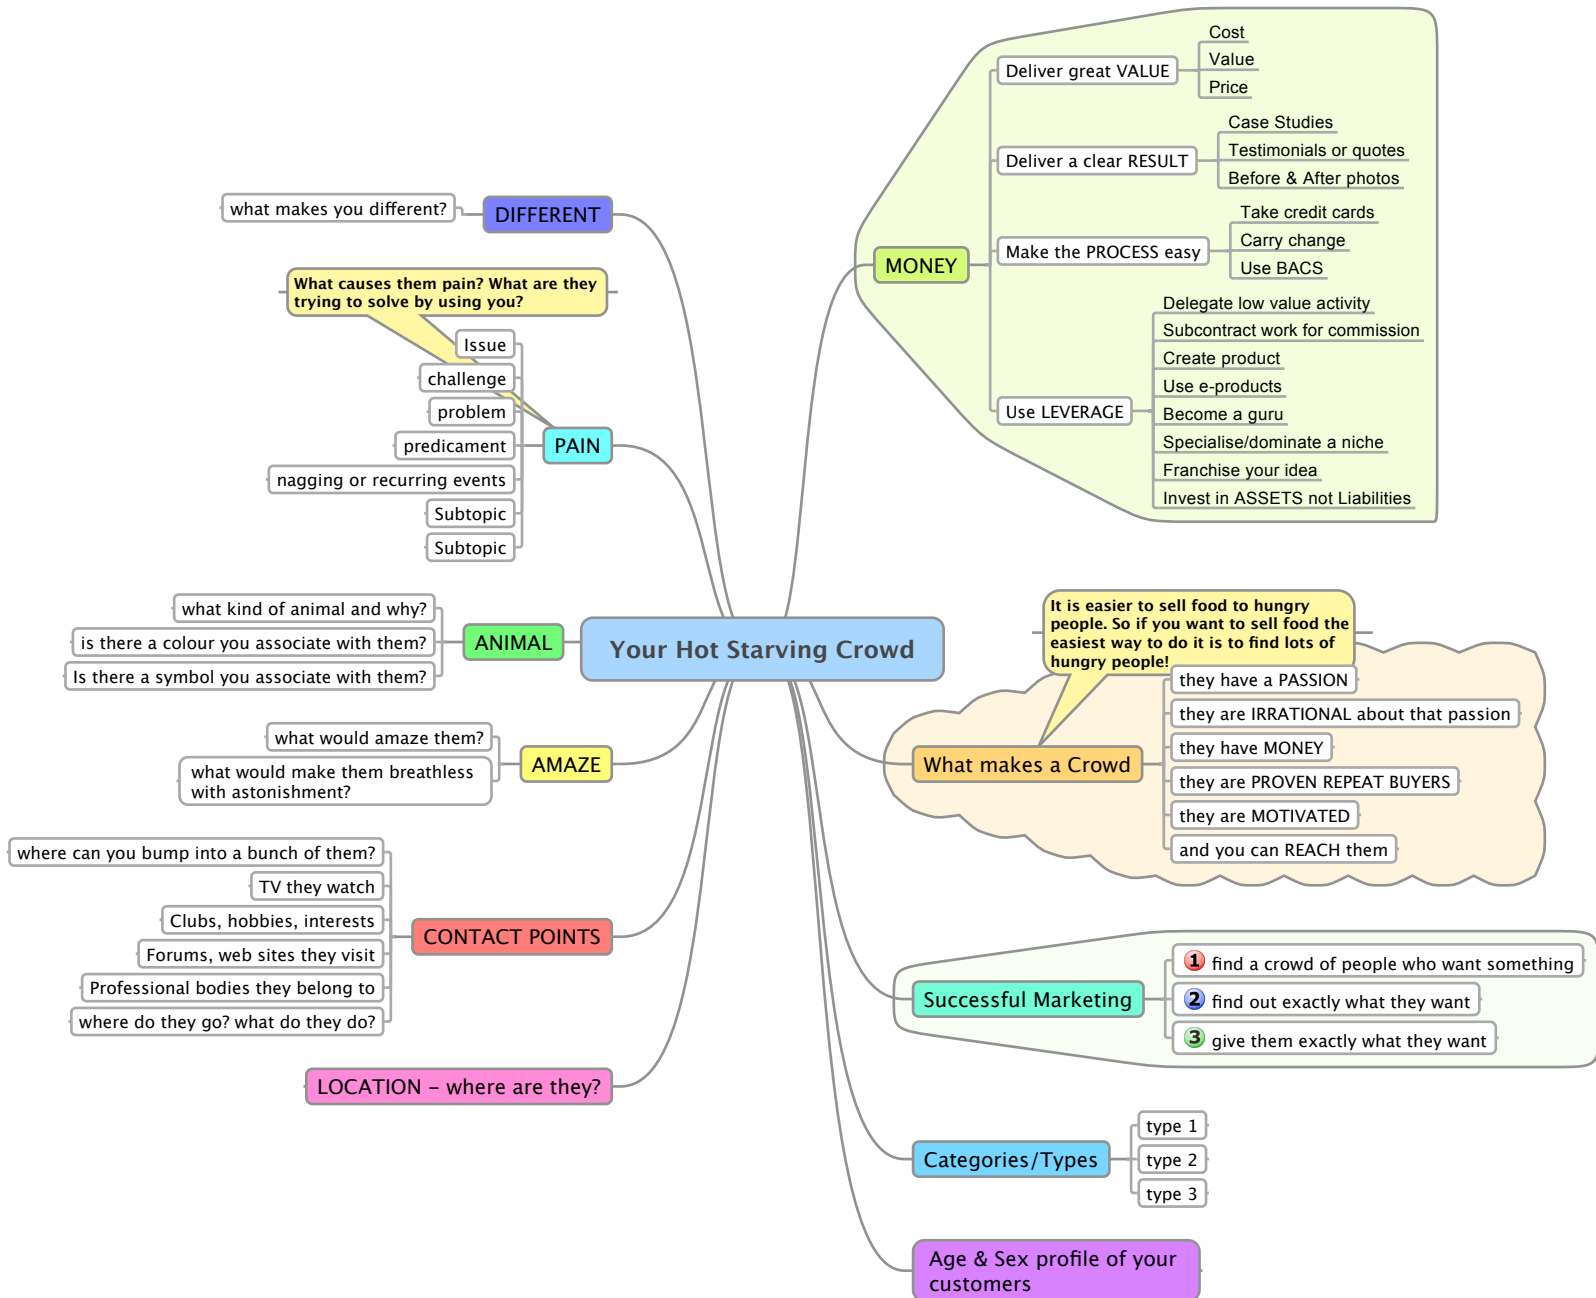 Your Hot Starving Crowd
MONEY
Deliver great VALUE
Cost
Value
Price
Deliver a clear RESULT
Case Studies
Testimonials or quotes
Before & After photos
Make the PROCESS easy
Take credit cards
Carry change
Use BACS
Use LEVERAGE
Delegate low value activity
Subcontract work for commission
Create product
Use e-products
Become a guru
Specialise/dominate a niche
Franchise your idea
Invest in ASSETS not Liabilities
It is easier to sell food to hungry
people. So if you want to sell food the
easiest way to do it is to find lots of
hungry people!
What makes a Crowd
they have a PASSION
they are IRRATIONAL about that passion
they have MONEY
they are PROVEN REPEAT BUYERS
they are MOTIVATED
and you can REACH them
Successful Marketing
1 find a crowd of people who want something
2 find out exactly what they want
3 give them exactly what they want
Categories/Types
type 1
type 2
type 3
Age & Sex profile of your
customers
DIFFERENT
what makes you different?
What causes them pain? What are they
trying to solve by using you?
PAIN
Issue
challenge
problem
predicament
nagging or recurring events
Subtopic
Subtopic
ANIMAL
what kind of animal and why?
is there a colour you associate with them?
Is there a symbol you associate with them?
AMAZE
what would amaze them?
what would make them breathless
with astonishment?
CONTACT POINTS
where can you bump into a bunch of them?
TV they watch
Clubs, hobbies, interests
Forums, web sites they visit
Professional bodies they belong to
where do they go? what do they do?
LOCATION – where are they?